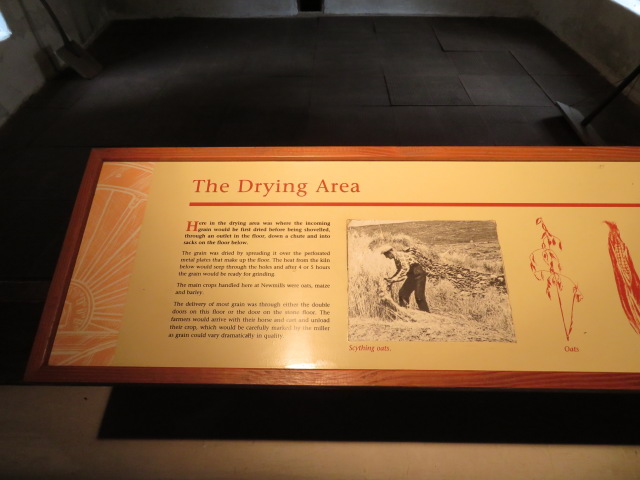 The Drying Area
Here in the drying area was where the incoming
grain would be first dried before being shovelled,
through an outlet in the floor, down a chute and into
sacks on the floor below.
The grain was dried by spreading it over the perforated
metal plates that make up the floor. The heat from the kiln
below would seep through the holes and after 4 or 5 hours
the grain would be ready for grinding.
The main crops handled here at Newmills were oats, maize
and barley.
The delivery of most grain was through either the double
doors on this floor or the door on the stone floor. The
farmers would arrive with their horse and cart and unload
their crop, which would be carefully marked by the miller
as grain could vary dramatically in quality.
Scything oats.
Oats